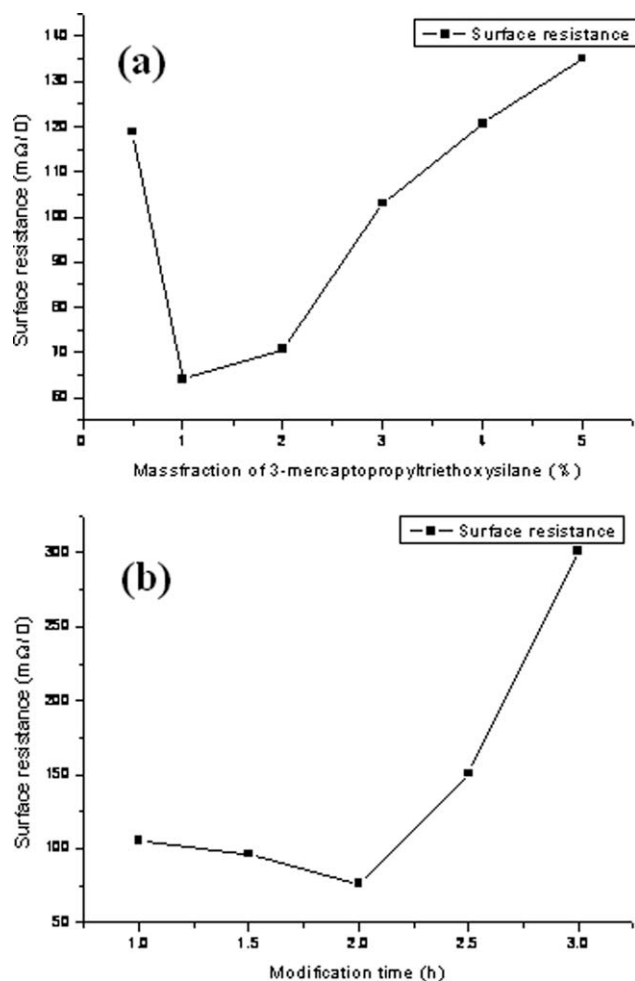 (a)
Surface resistance
Surface resistance (mΩ/□)
140
130
120
110
100
90
80
70
60
0 1 2 3 4 5
Massfraction of 3-mercaptopropyltriethoxysilane (%)
(b)
Surface resistance
Surface resistance (mΩ/□)
300
250
200
150
100
50
1.0 1.5 2.0 2.5 3.0
Modification time (h)